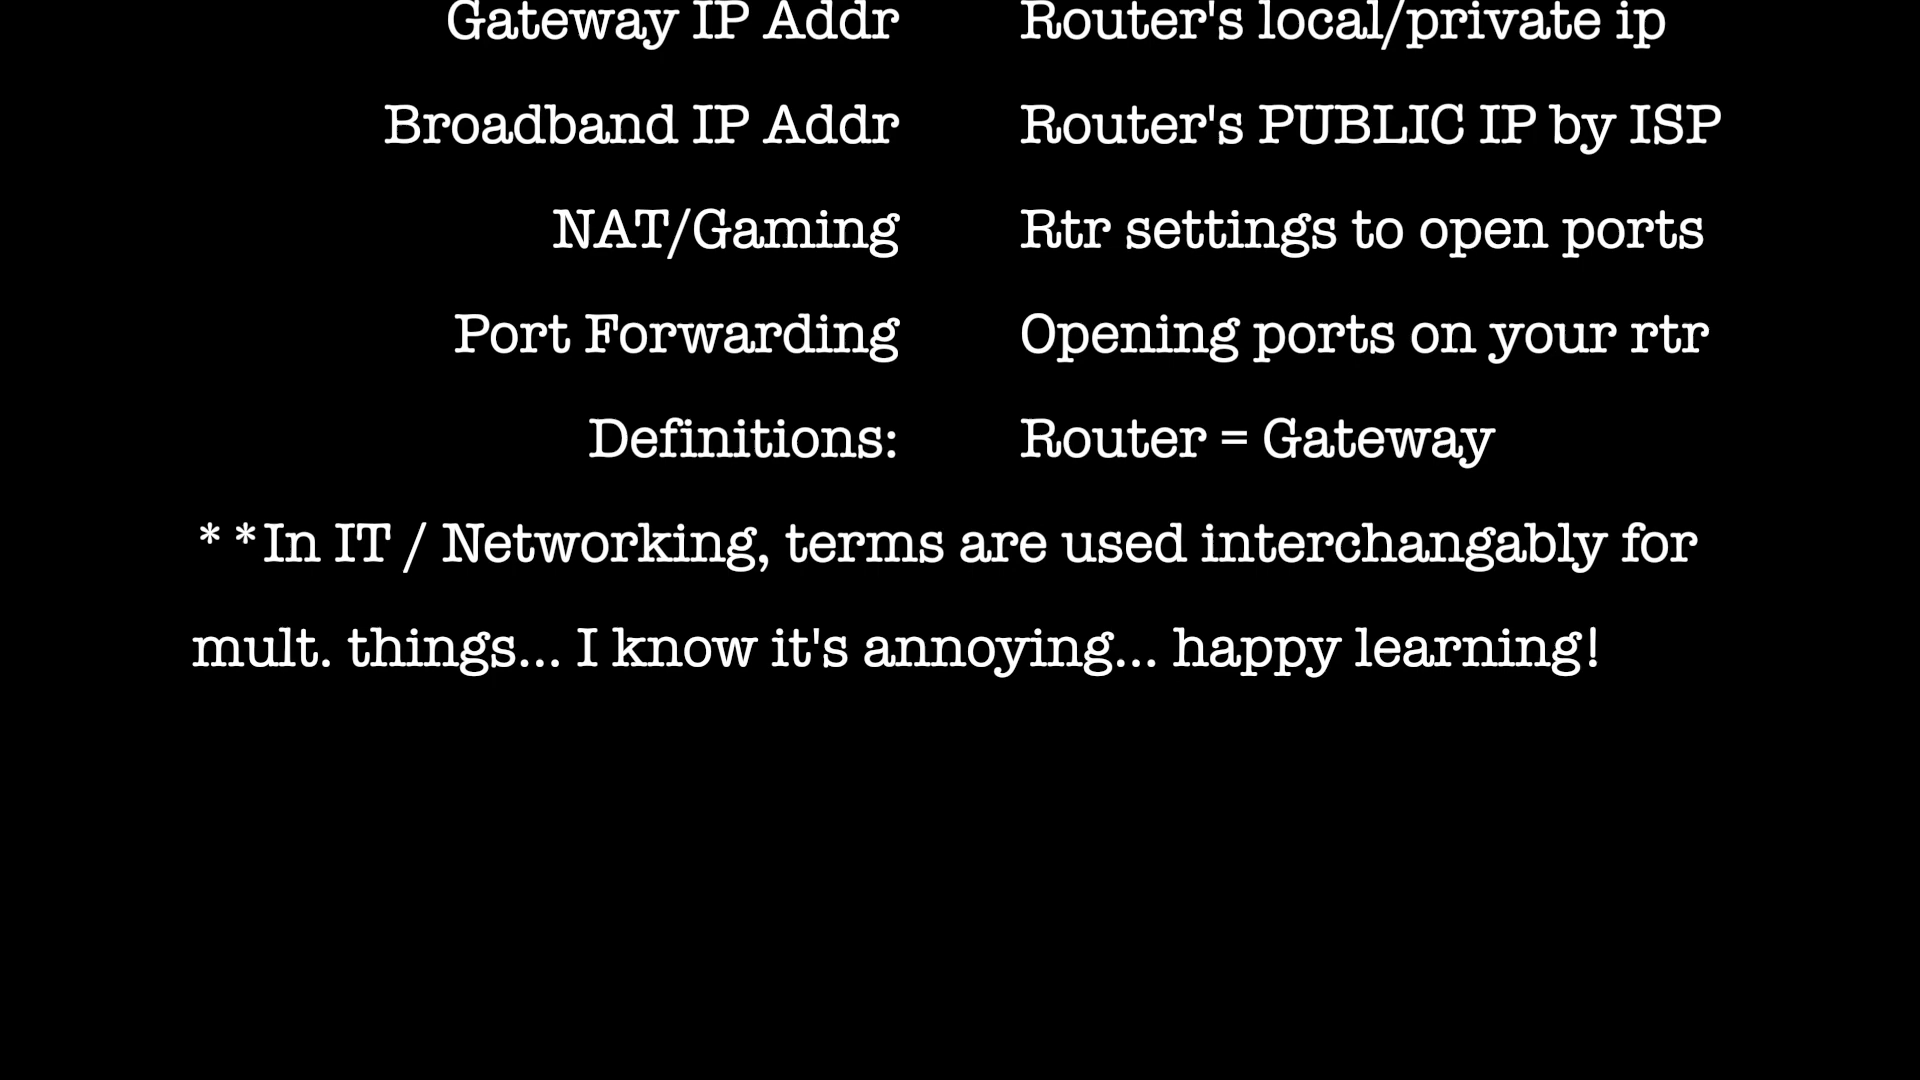 Gateway IP Addr Router's local/private ip
Broadband IP Addr Router's PUBLIC IP by ISP
NAT/Gaming Rtr settings to open ports
Port Forwarding Opening ports on your rtr
Definitions: Router = Gateway
**In IT / Networking, terms are used interchangably for
mult. things... I know it's annoying... happy learning!